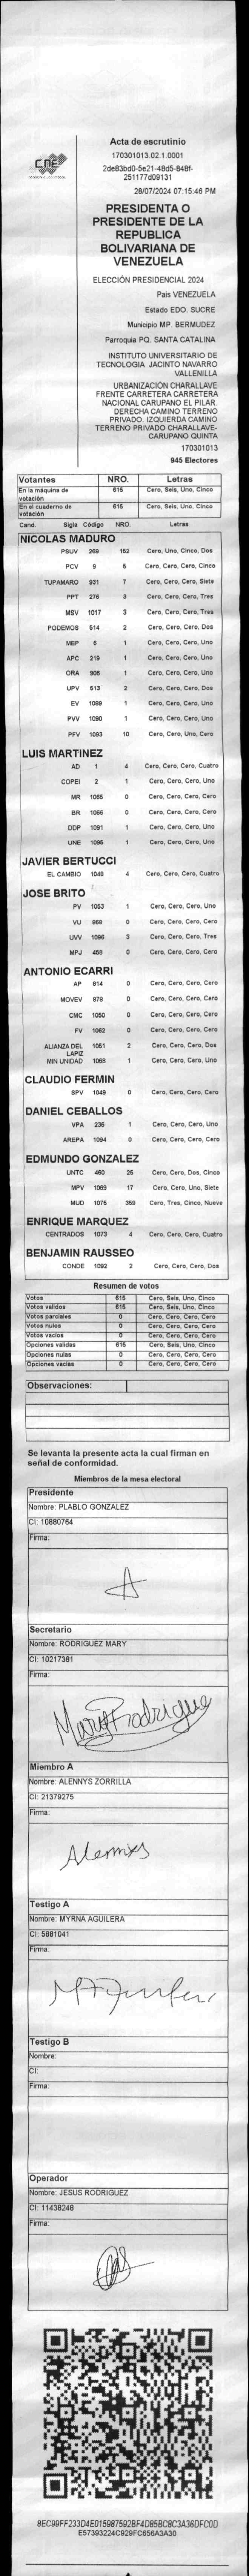 CNE
Acta de escrutinio
170301013.02.1.0001
2de83bd0-5e21-48d5-848f-
251177d09131
28/07/2024 07:15:46 PM
PRESIDENTA O
PRESIDENTE DE LA
REPUBLICA
BOLIVARIANA DE
VENEZUELA
ELECCIÓN PRESIDENCIAL 2024
Pais VENEZUELA
Estado EDO. SUCRE
Municipio MP. BERMUDEZ
Parroquia PQ. SANTA CATALINA
INSTITUTO UNIVERSITARIO DE
TECNOLOGIA JACINTO NAVARRO
VALLENILLA
URBANIZACIÓN CHARALLAVE
FRENTE CARRETERA CARRETERA
NACIONAL CARUPANO EL PILAR.
DERECHA CAMINO TERRENO
PRIVADO. IZQUIERDA CAMINO
TERRENO PRIVADO CHARALLAVE-
CARUPANO QUINTA
170301013
945 Electores
Votantes NRO. Letras
En la máquina de votación 615 Cero, Seis, Uno, Cinco
En el cuaderno de votación 615 Cero, Seis, Uno, Cinco
Cand. Sigla Código NRO. Letras
NICOLAS MADURO
PSUV 269 152 Cero, Uno, Cinco, Dos
PCV 9 5 Cero, Cero, Cero, Cinco
TUPAMARO 931 7 Cero, Cero, Cero, Siete
PPT 276 3 Cero, Cero, Cero, Tres
MSV 1017 3 Cero, Cero, Cero, Tres
PODEMOS 514 2 Cero, Cero, Cero, Dos
MEP 6 1 Cero, Cero, Cero, Uno
APC 219 1 Cero, Cero, Cero, Uno
ORA 906 1 Cero, Cero, Cero, Uno
UPV 513 2 Cero, Cero, Cero, Dos
EV 1089 1 Cero, Cero, Cero, Uno
PVV 1090 1 Cero, Cero, Cero, Uno
PFV 1093 10 Cero, Cero, Uno, Cero
LUIS MARTINEZ
AD 1 4 Cero, Cero, Cero, Cuatro
COPEI 2 1 Cero, Cero, Cero, Uno
MR 1065 0 Cero, Cero, Cero, Cero
BR 1066 0 Cero, Cero, Cero, Cero
DDP 1091 1 Cero, Cero, Cero, Uno
UNE 1095 1 Cero, Cero, Cero, Uno
JAVIER BERTUCCI
EL CAMBIO 1048 4 Cero, Cero, Cero, Cuatro
JOSE BRITO
PV 1053 1 Cero, Cero, Cero, Uno
VU 868 0 Cero, Cero, Cero, Cero
UVV 1096 3 Cero, Cero, Cero, Tres
MPJ 458 0 Cero, Cero, Cero, Cero
ANTONIO ECARRI
AP 814 0 Cero, Cero, Cero, Cero
MOVEV 878 0 Cero, Cero, Cero, Cero
CMC 1050 0 Cero, Cero, Cero, Cero
FV 1062 0 Cero, Cero, Cero, Cero
ALIANZA DEL LAPIZ 1051 2 Cero, Cero, Cero, Dos
MIN UNIDAD 1068 1 Cero, Cero, Cero, Uno
CLAUDIO FERMIN
SPV 1049 0 Cero, Cero, Cero, Cero
DANIEL CEBALLOS
VPA 236 1 Cero, Cero, Cero, Uno
AREPA 1094 0 Cero, Cero, Cero, Cero
EDMUNDO GONZALEZ
UNTC 460 25 Cero, Cero, Dos, Cinco
MPV 1069 17 Cero, Cero, Uno, Siete
MUD 1075 359 Cero, Tres, Cinco, Nueve
ENRIQUE MARQUEZ
CENTRADOS 1073 4 Cero, Cero, Cero, Cuatro
BENJAMIN RAUSSEO
CONDE 1092 2 Cero, Cero, Cero, Dos
Resumen de votos
Votos 615 Cero, Seis, Uno, Cinco
Votos validos 615 Cero, Seis, Uno, Cinco
Votos parciales 0 Cero, Cero, Cero, Cero
Votos nulos 0 Cero, Cero, Cero, Cero
Votos vacios 0 Cero, Cero, Cero, Cero
Opciones validas 615 Cero, Seis, Uno, Cinco
Opciones nulas 0 Cero, Cero, Cero, Cero
Opciones vacias 0 Cero, Cero, Cero, Cero
Observaciones:
Se levanta la presente acta la cual firman en
señal de conformidad.
Miembros de la mesa electoral
Presidente
Nombre: PLABLO GONZALEZ
CI: 10880764
Firma:
Secretario
Nombre: RODRIGUEZ MARY
CI: 10217381
Firma:
Mary Rodrigue
Miembro A
Nombre: ALENNYS ZORRILLA
CI: 21379275
Firma:
Alennys
Testigo A
Nombre: MYRNA AGUILERA
CI: 5881041
Firma:
Testigo B
Nombre:
CI:
Firma:
Operador
Nombre: JESUS RODRIGUEZ
CI: 11438248
Firma:
8EC99FF233D4E015987592BF4D85BC8C3A36DFC0D
E57393224C929FC656A3A30